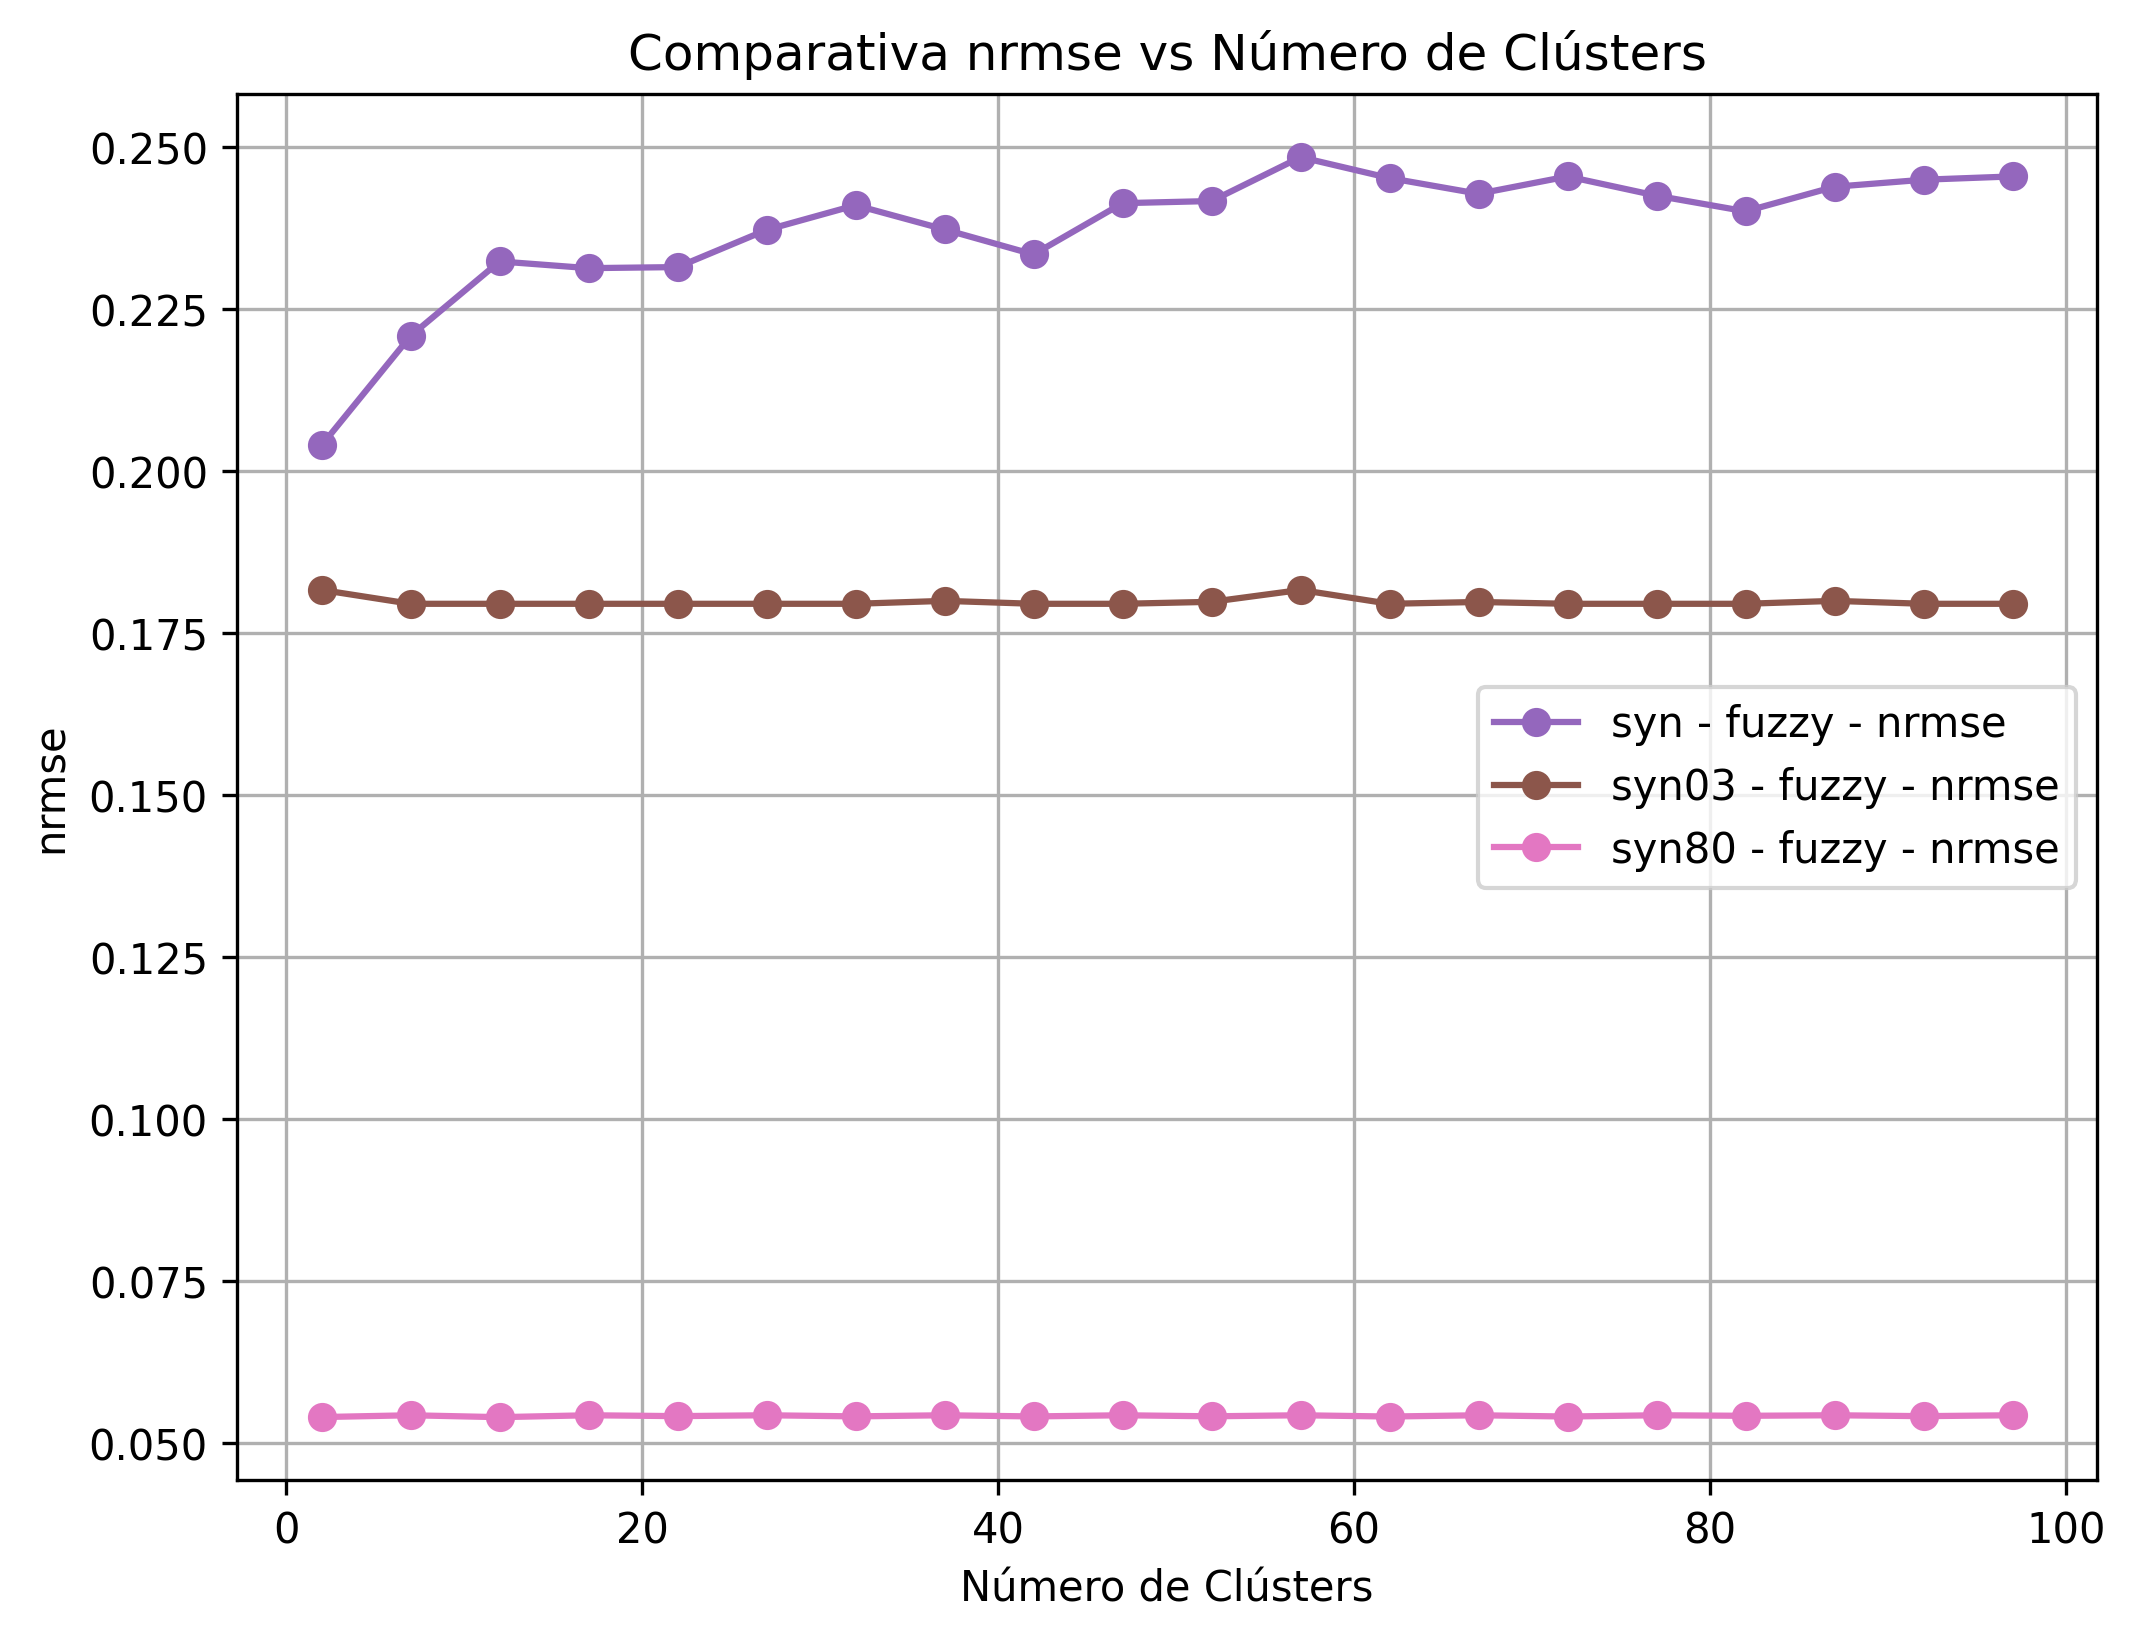 Comparativa nrmse vs Número de Clústers
0.250
0.225
0.200
0.175
0.150
0.125
0.100
0.075
0.050
nrmse
syn - fuzzy - nrmse
syn03 - fuzzy - nrmse
syn80 - fuzzy - nrmse
0 20 40 60 80 100
Número de Clústers